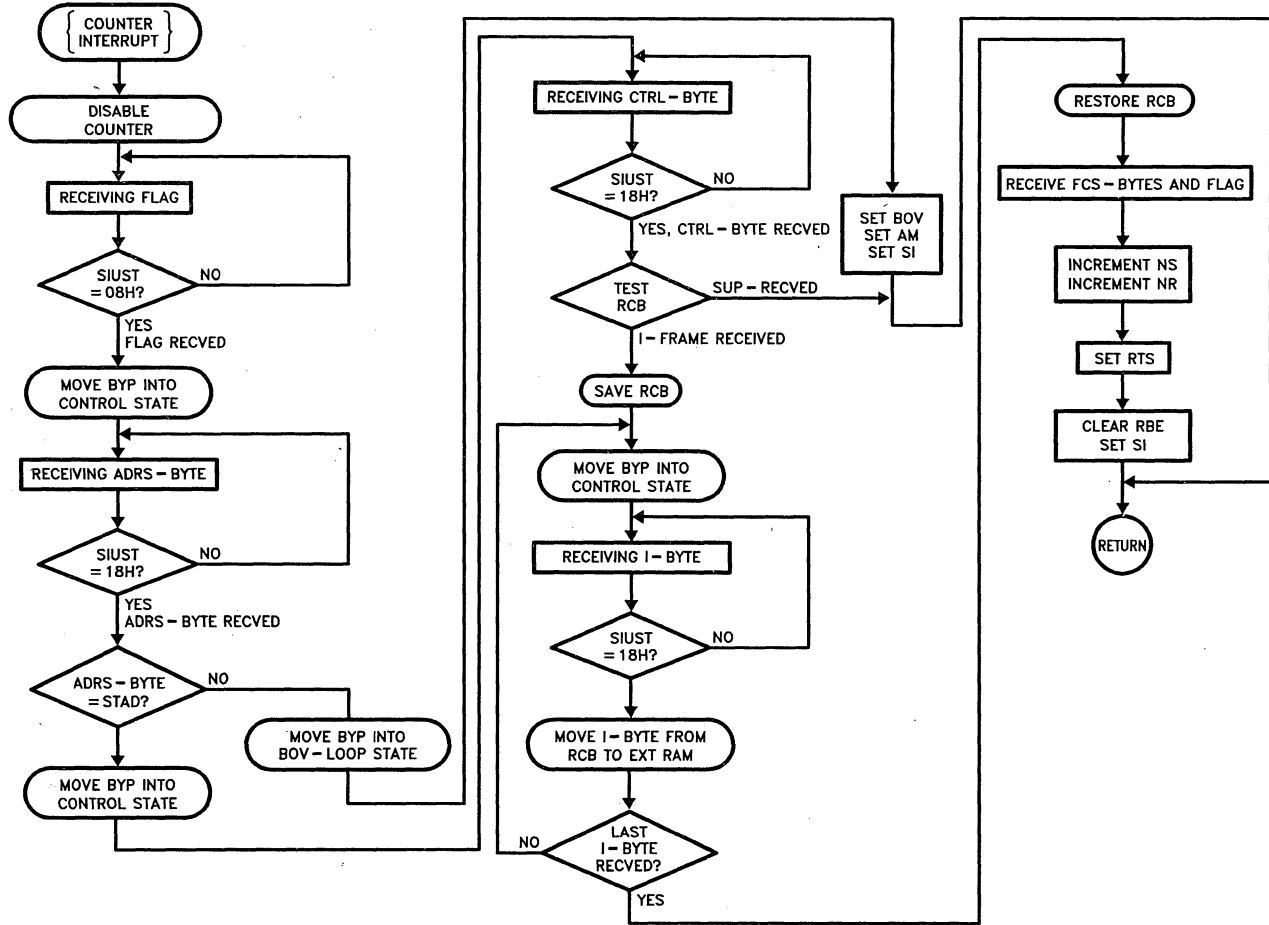 { COUNTER
INTERRUPT }
DISABLE
COUNTER
RECEIVING FLAG
SIUST
=08H?
NO
YES
FLAG RECVED
MOVE BYP INTO
CONTROL STATE
RECEIVING ADRS-BYTE
SIUST
=18H?
NO
YES
ADRS-BYTE RECVED
ADRS-BYTE
=STAD?
NO
MOVE BYP INTO
BOV-LOOP STATE
MOVE BYP INTO
CONTROL STATE
RECEIVING CTRL-BYTE
SIUST
=18H?
NO
YES, CTRL-BYTE RECVED
SET BOV
SET AM
SET SI
TEST
RCB
SUP-RECVED
I-FRAME RECEIVED
SAVE RCB
MOVE BYP INTO
CONTROL STATE
RECEIVING I-BYTE
SIUST
=18H?
NO
MOVE I-BYTE FROM
RCB TO EXT RAM
LAST
I-BYTE
RECVED?
NO
YES
RESTORE RCB
RECEIVE FCS-BYTES AND FLAG
INCREMENT NS
INCREMENT NR
SET RTS
CLEAR RBE
SET SI
RETURN